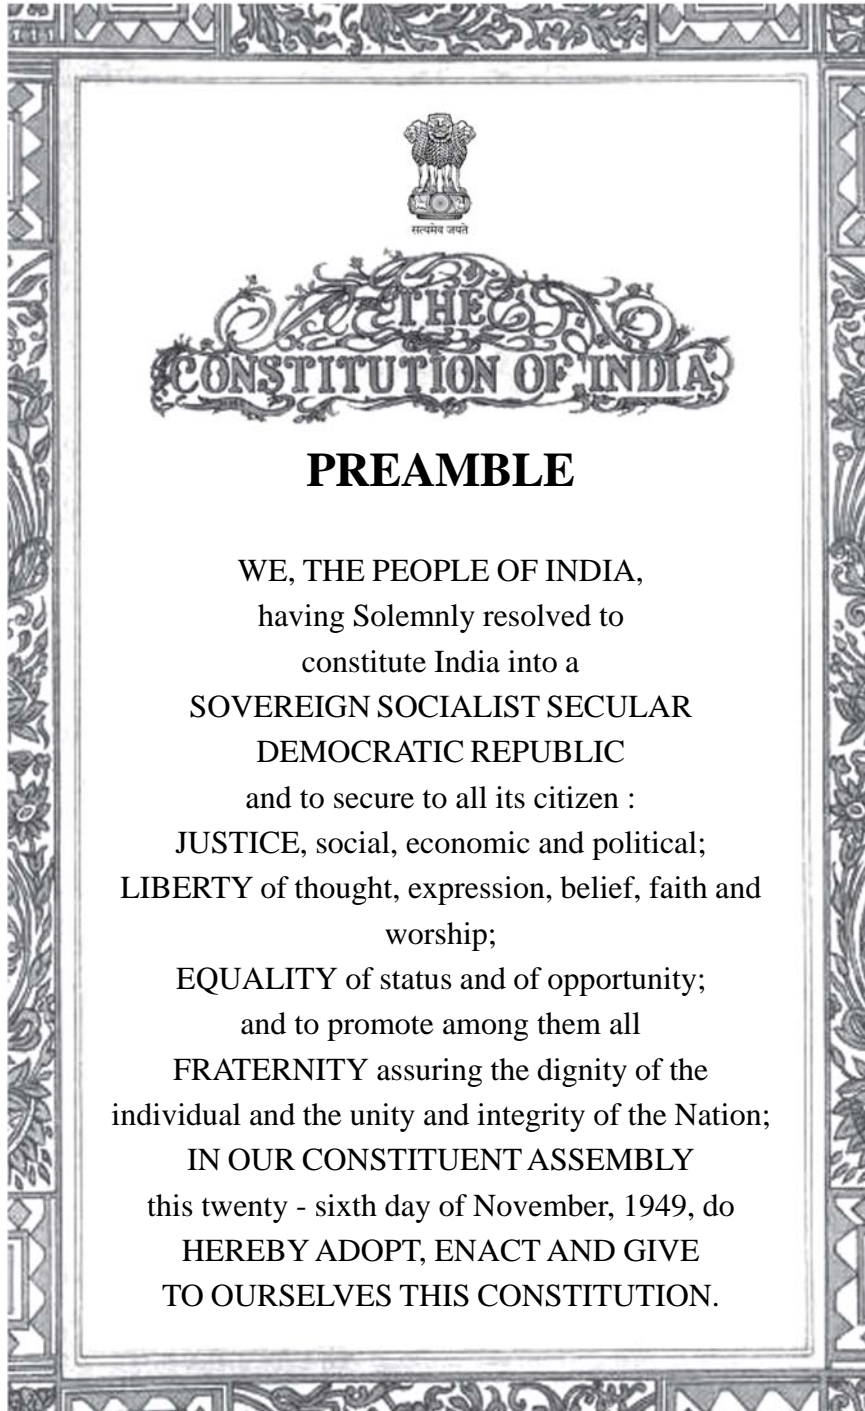 सत्यमेव जयते
THE
CONSTITUTION OF INDIA
PREAMBLE
WE, THE PEOPLE OF INDIA,
having Solemnly resolved to
constitute India into a
SOVEREIGN SOCIALIST SECULAR
DEMOCRATIC REPUBLIC
and to secure to all its citizen :
JUSTICE, social, economic and political;
LIBERTY of thought, expression, belief, faith and
worship;
EQUALITY of status and of opportunity;
and to promote among them all
FRATERNITY assuring the dignity of the
individual and the unity and integrity of the Nation;
IN OUR CONSTITUENT ASSEMBLY
this twenty - sixth day of November, 1949, do
HEREBY ADOPT, ENACT AND GIVE
TO OURSELVES THIS CONSTITUTION.